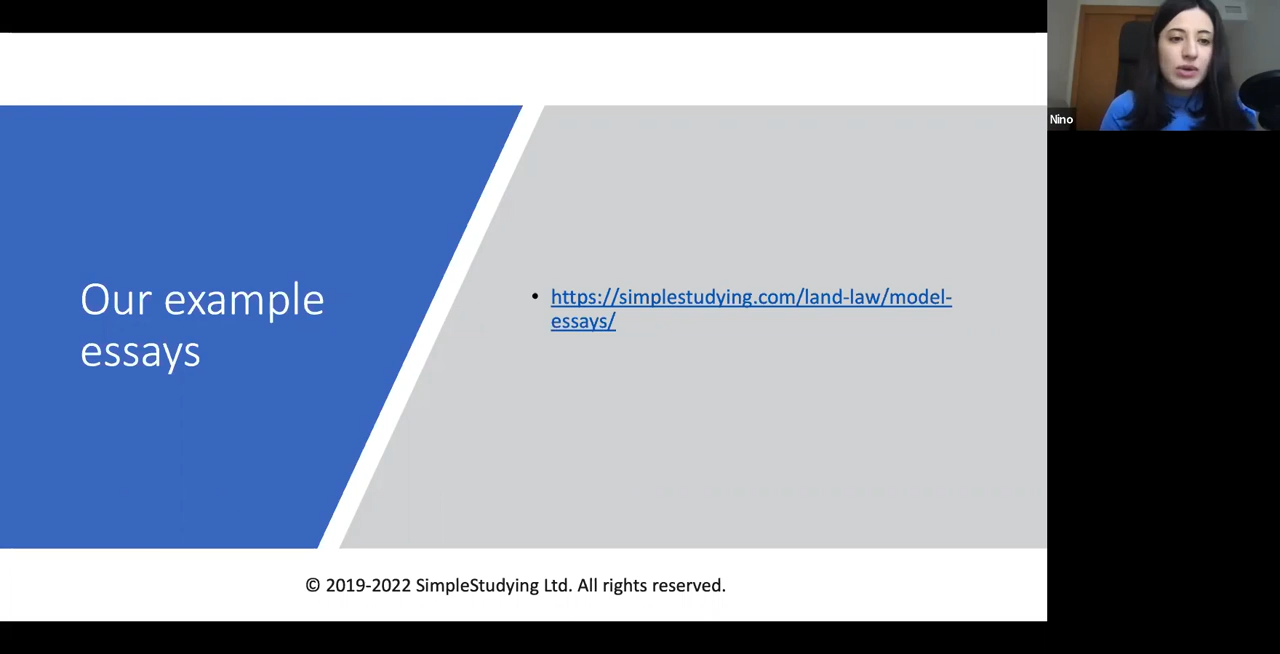 Our example
essays
• https://simplestudying.com/land-law/model-
essays/
© 2019-2022 SimpleStudying Ltd. All rights reserved.
Nino